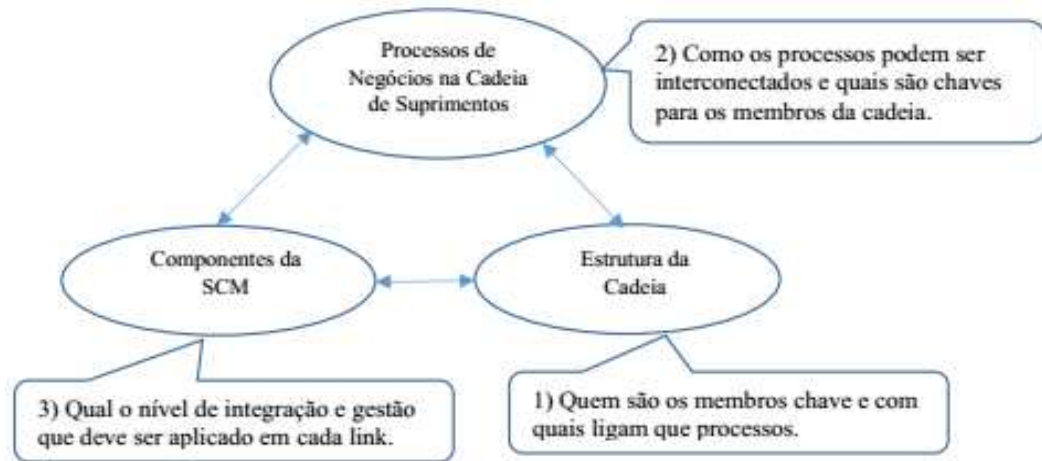 Processos de
Negócios na Cadeia
de Suprimentos
2) Como os processos podem ser
interconectados e quais são chaves
para os membros da cadeia.
Componentes da
SCM
Estrutura da
Cadeia
3) Qual o nível de integração e gestão
que deve ser aplicado em cada link.
1) Quem são os membros chave e com
quais ligam que processos.